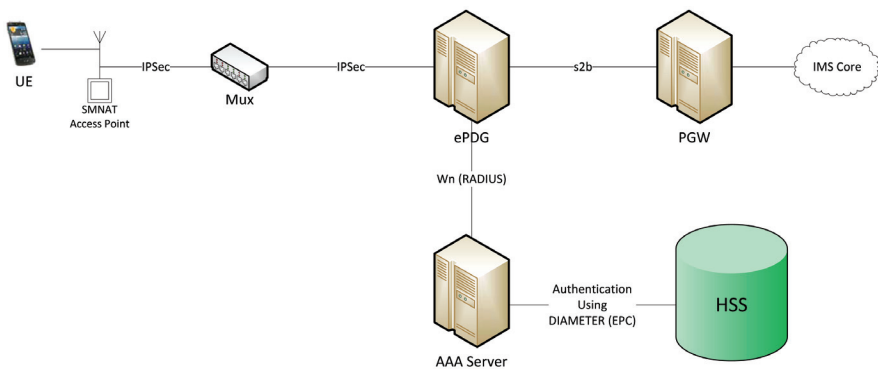 UE
SMNAT
Access Point
IPSec
Mux
IPSec
ePDG
s2b
PGW
IMS Core
Wn (RADIUS)
AAA Server
Authentication
Using
DIAMETER (EPC)
HSS